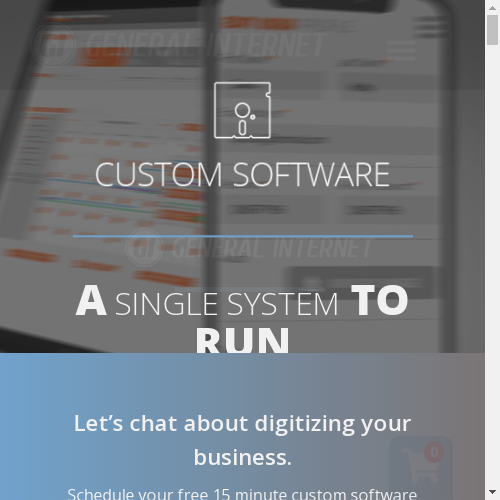 GENERAL INTERNET
CUSTOM SOFTWARE
GENERAL INTERNET
A SINGLE SYSTEM TO
RUN
Let’s chat about digitizing your
business.
0
Schedule your free 15 minute custom software